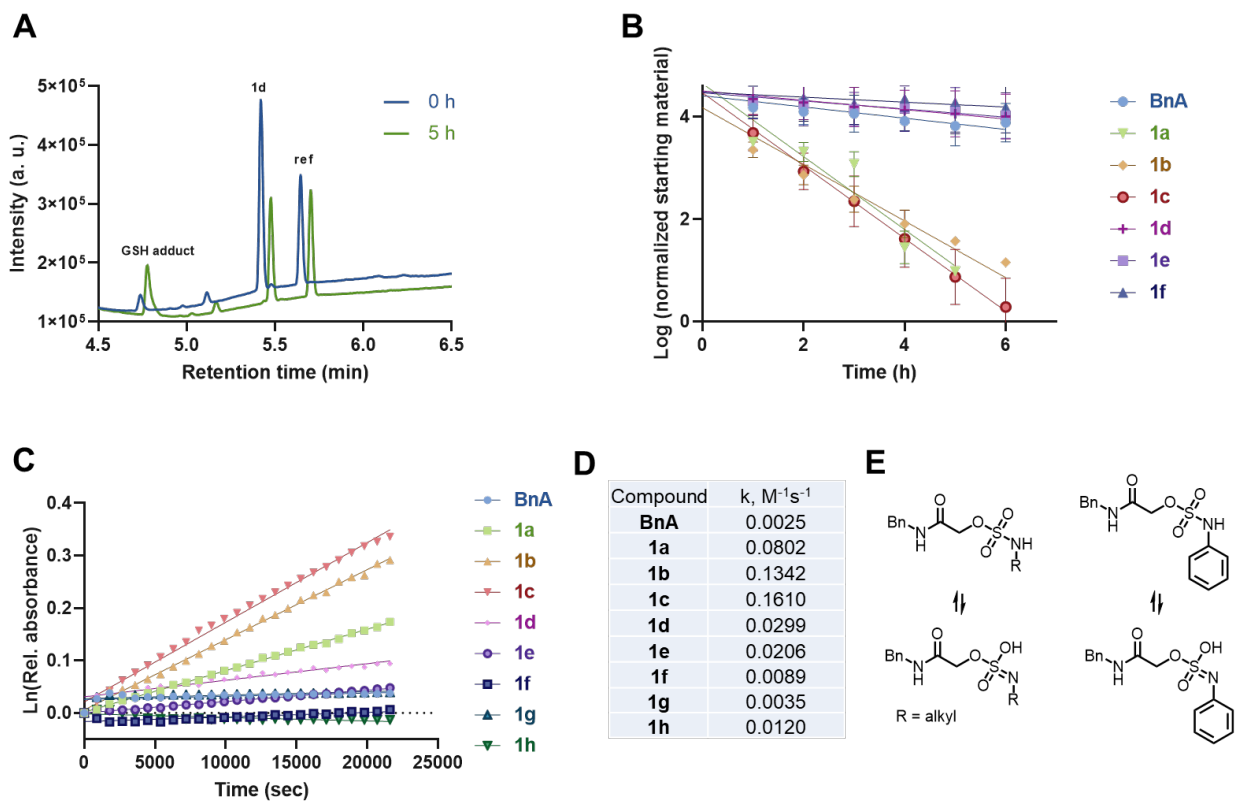 A
5×10⁵
4×10⁵
3×10⁵
2×10⁵
1×10⁵
Intensity (a. u.)
4.5 5.0 5.5 6.0 6.5
Retention time (min)
GSH adduct
1d
ref
0 h
5 h
B
4
2
0
Log (normalized starting material)
0 2 4 6
Time (h)
BnA
1a
1b
1c
1d
1e
1f
C
0.4
0.3
0.2
0.1
0.0
Ln(Rel. absorbance)
0 5000 10000 15000 20000 25000
Time (sec)
BnA
1a
1b
1c
1d
1e
1f
1g
1h
D
Compound k, M⁻¹s⁻¹
BnA 0.0025
1a 0.0802
1b 0.1342
1c 0.1610
1d 0.0299
1e 0.0206
1f 0.0089
1g 0.0035
1h 0.0120
E
Bn N H O O S O O NH R
Bn N H O O S O O NH
Bn N H O O S OH O N R
Bn N H O O S OH O N
R = alkyl